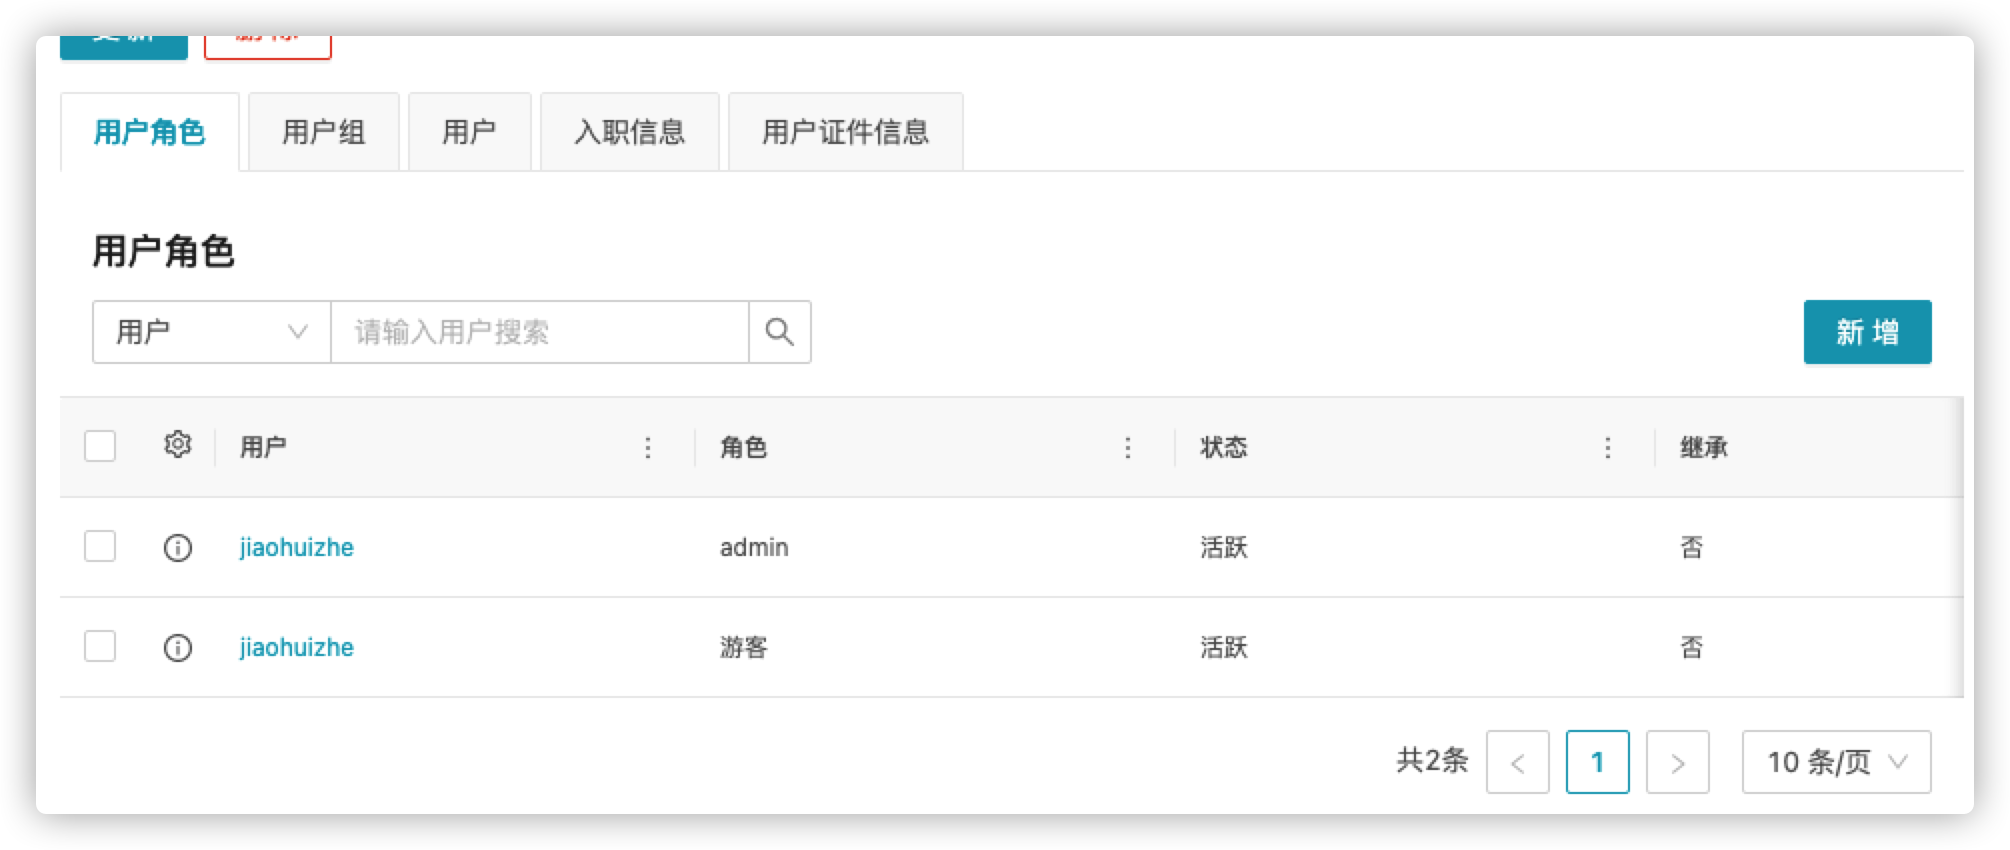 用户角色 用户组 用户 入职信息 用户证件信息
用户角色
用户 请输入用户搜索 新增
用户 角色 状态 继承
jiaohuizhe admin 活跃 否
jiaohuizhe 游客 活跃 否
共2条 < 1 > 10 条/页